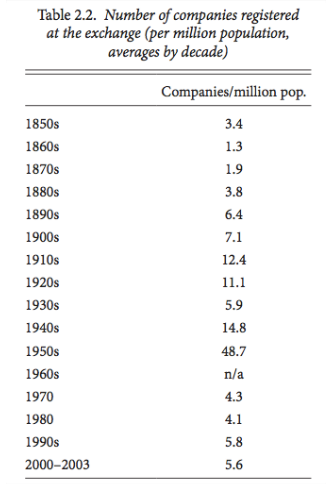 Table 2.2. Number of companies registered
at the exchange (per million population,
averages by decade)
Companies/million pop.
1850s 3.4
1860s 1.3
1870s 1.9
1880s 3.8
1890s 6.4
1900s 7.1
1910s 12.4
1920s 11.1
1930s 5.9
1940s 14.8
1950s 48.7
1960s n/a
1970 4.3
1980 4.1
1990s 5.8
2000–2003 5.6